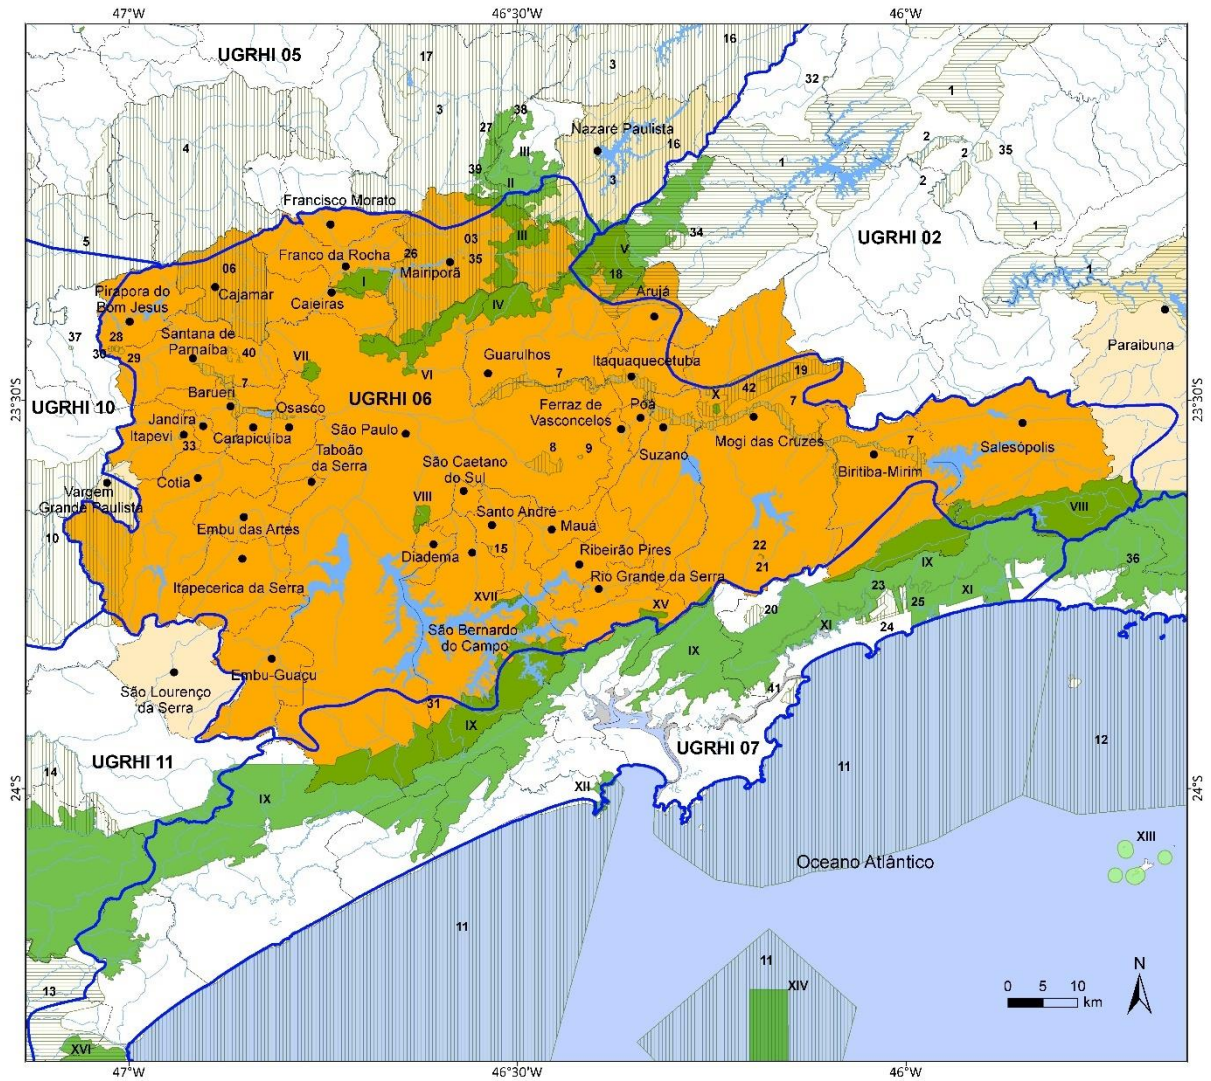 47°W
46°30'W
46°W
UGRHI 05
17
16
3
38
32
1
27
III
Nazaré Paulista
3
4
2
2
35
16
1
39
II
3
2
Francisco Morato
1
5
03
III
34
UGRHI 02
06
Franco da Rocha
26
35
V
1
Mairiporã
18
Pirapora do
Bom Jesus
Cajamar
I
Caieiras
Arujá
IV
37
28
Santana de
Parnaíba
Paraibuna
30
29
40
VII
Guarulhos
Itaquaquecetuba
VI
7
19
7
42
23°30'S
23°30'S
UGRHI 10
Barueri
UGRHI 06
X
7
Jandira
Osasco
Ferraz de
Vasconcelos
Poá
Itapevi
Carapicuíba
São Paulo
Mogi das Cruzes
7
33
Taboão
da Serra
8
9
Suzano
Salesópolis
São Caetano
do Sul
Biritiba-Mirim
Cotia
Vargem
Grande Paulista
VIII
Santo André
VIII
Embu das Artes
Mauá
10
Diadema
15
Ribeirão Pires
22
36
IX
Itapecerica da Serra
Rio Grande da Serra
21
23
XI
XVII
XV
20
25
24
São Bernardo
do Campo
XI
Embu-Guaçu
IX
São Lourenço
da Serra
41
31
IX
UGRHI 07
12
UGRHI 11
11
14
24°S
24°S
XII
IX
XIII
Oceano Atlântico
11
11
XIV
13
N
0 5 10
km
XVI
47°W
46°30'W
46°W